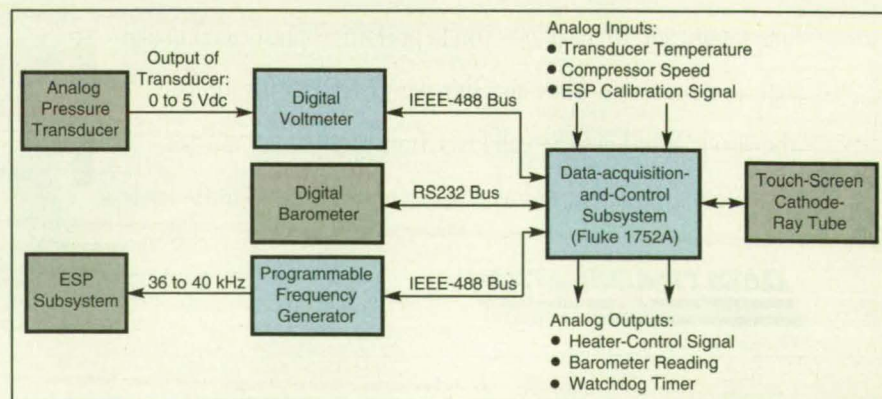 Analog
Pressure
Transducer
Output of
Transducer:
0 to 5 Vdc
Digital
Voltmeter
IEEE-488 Bus
Analog Inputs:
● Transducer Temperature
● Compressor Speed
● ESP Calibration Signal
Digital
Barometer
RS232 Bus
Data-acquisition-
and-Control
Subsystem
(Fluke 1752A)
Touch-Screen
Cathode-
Ray Tube
ESP
Subsystem
36 to 40 kHz
Programmable
Frequency
Generator
IEEE-488 Bus
Analog Outputs:
● Heater-Control Signal
● Barometer Reading
● Watchdog Timer